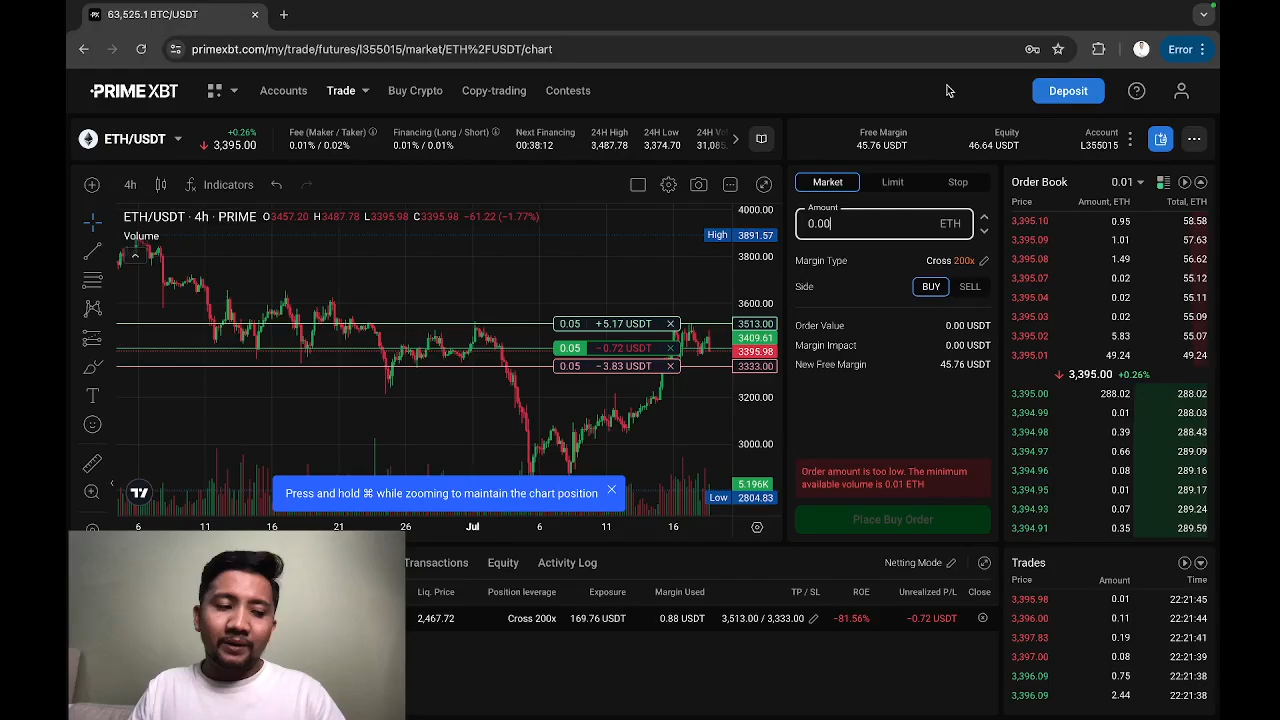 63,525.1 BTC/USDT
primexbt.com/my/trade/futures/l355015/market/ETH%2FUSDT/chart
Error
PRIME XBT
Accounts
Trade
Buy Crypto
Copy-trading
Contests
Deposit
ETH/USDT
+0.26%
3,395.00
Fee (Maker / Taker)
0.01% / 0.02%
Financing (Long / Short)
0.01% / 0.01%
Next Financing
00:38:12
24H High
3,487.78
24H Low
3,374.70
24H Vo
31,085.
Free Margin
45.76 USDT
Equity
46.64 USDT
Account
L355015
4h
Indicators
ETH/USDT · 4h · PRIME O3457.20 H3487.78 L3395.98 C3395.98 −61.22 (−1.77%)
Volume
4000.00
High 3891.57
3800.00
3600.00
0.05 +5.17 USDT
3513.00
3409.61
0.05 −0.72 USDT
3395.98
0.05 −3.83 USDT
3333.00
3200.00
3000.00
5.196K
Low 2804.83
Press and hold ⌘ while zooming to maintain the chart position
6 11 16 21 26 Jul 6 11 16
Market
Limit
Stop
Amount
0.00
ETH
Margin Type
Cross 200x
Side
BUY
SELL
Order Value
0.00 USDT
Margin Impact
0.00 USDT
New Free Margin
45.76 USDT
Order amount is too low. The minimum
available volume is 0.01 ETH
Place Buy Order
Order Book
0.01
Price Amount, ETH Total, ETH
3,395.10 0.95 58.58
3,395.09 1.01 57.63
3,395.08 1.49 56.62
3,395.07 0.02 55.12
3,395.04 0.02 55.11
3,395.03 0.02 55.09
3,395.02 5.83 55.07
3,395.01 49.24 49.24
3,395.00 +0.26%
3,395.00 288.02 288.02
3,394.99 0.01 288.03
3,394.98 0.39 288.43
3,394.97 0.66 289.09
3,394.96 0.08 289.16
3,394.95 0.01 289.17
3,394.93 0.07 289.24
3,394.91 0.35 289.59
ransactions
Equity
Activity Log
Netting Mode
Liq. Price Position leverage Exposure Margin Used TP / SL ROE Unrealized P/L Close
2,467.72 Cross 200x 169.76 USDT 0.88 USDT 3,513.00 / 3,333.00 −81.56% −0.72 USDT
Trades
Price Amount Time
3,395.98 0.01 22:21:45
3,396.00 0.11 22:21:44
3,397.83 0.19 22:21:41
3,397.00 0.08 22:21:39
3,396.09 0.75 22:21:38
3,396.09 2.44 22:21:38